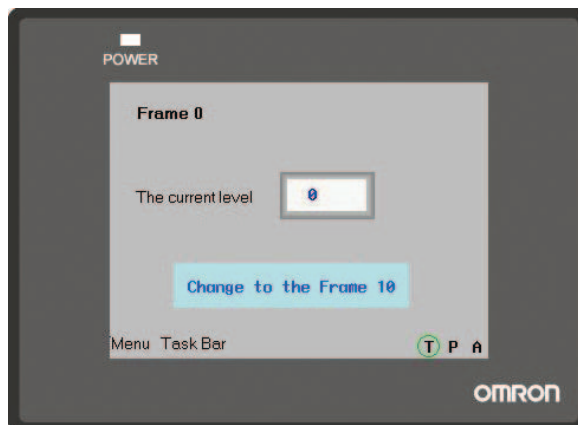 POWER
Frame 0
The current level 0
Change to the Frame 10
Menu Task Bar T P A
OMRON